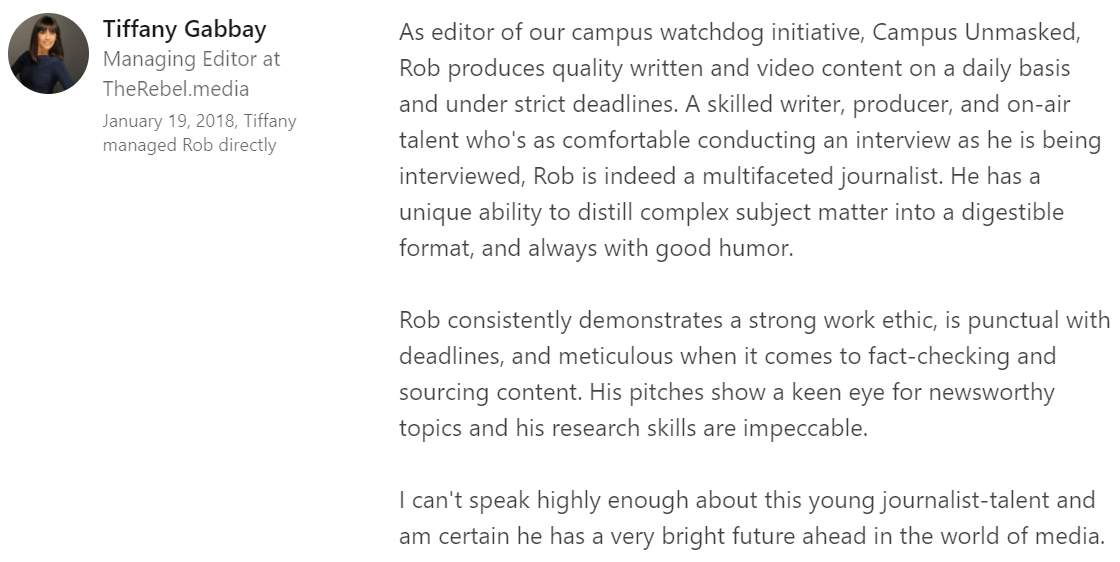 Tiffany Gabbay
Managing Editor at
TheRebel.media
January 19, 2018, Tiffany
managed Rob directly
As editor of our campus watchdog initiative, Campus Unmasked,
Rob produces quality written and video content on a daily basis
and under strict deadlines. A skilled writer, producer, and on-air
talent who's as comfortable conducting an interview as he is being
interviewed, Rob is indeed a multifaceted journalist. He has a
unique ability to distill complex subject matter into a digestible
format, and always with good humor.
Rob consistently demonstrates a strong work ethic, is punctual with
deadlines, and meticulous when it comes to fact-checking and
sourcing content. His pitches show a keen eye for newsworthy
topics and his research skills are impeccable.
I can't speak highly enough about this young journalist-talent and
am certain he has a very bright future ahead in the world of media.